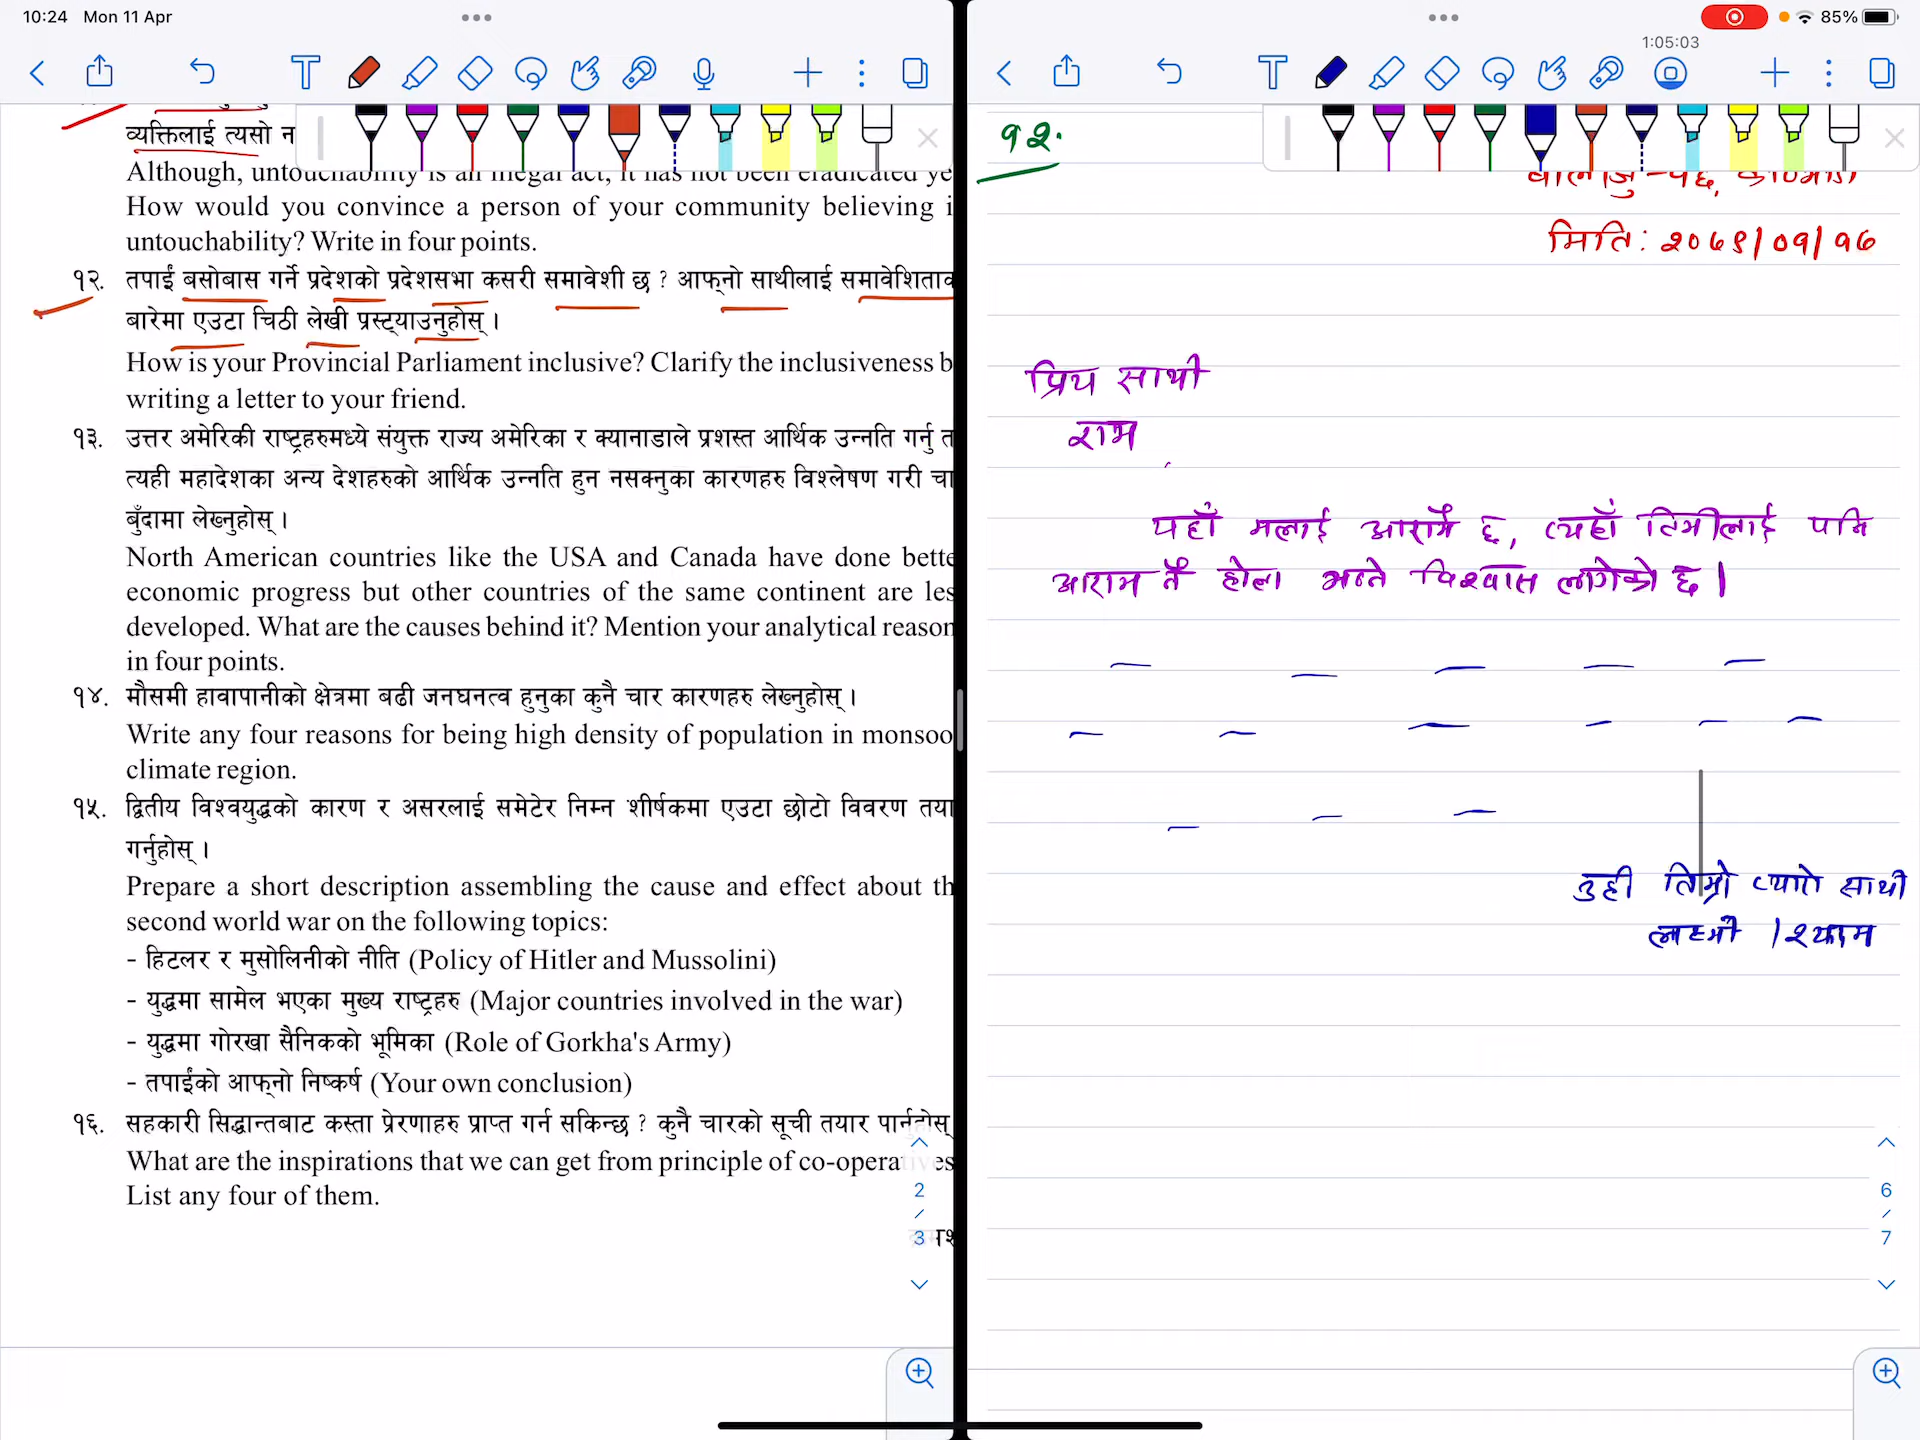 10:24 Mon 11 Apr
85%
1:05:03
व्यक्तिलाई त्यसो न
Although, untouchability is an illegal act, it has not been eradicated ye
How would you convince a person of your community believing i
untouchability? Write in four points.
१२. तपाईं बसोबास गर्ने प्रदेशको प्रदेशसभा कसरी समावेशी छ ? आफ्नो साथीलाई समावेशिताक
बारेमा एउटा चिठी लेखी प्रस्ट्याउनुहोस् ।
How is your Provincial Parliament inclusive? Clarify the inclusiveness b
writing a letter to your friend.
१३. उत्तर अमेरिकी राष्ट्रहरुमध्ये संयुक्त राज्य अमेरिका र क्यानाडाले प्रशस्त आर्थिक उन्नति गर्नु त
त्यही महादेशका अन्य देशहरुको आर्थिक उन्नति हुन नसक्नुका कारणहरु विश्लेषण गरी चा
बुँदामा लेख्नुहोस् ।
North American countries like the USA and Canada have done bette
economic progress but other countries of the same continent are les
developed. What are the causes behind it? Mention your analytical reason
in four points.
१४. मौसमी हावापानीको क्षेत्रमा बढी जनघनत्व हुनुका कुनै चार कारणहरु लेख्नुहोस् ।
Write any four reasons for being high density of population in monsoo
climate region.
१५. द्वितीय विश्वयुद्धको कारण र असरलाई समेटेर निम्न शीर्षकमा एउटा छोटो विवरण तया
गर्नुहोस् ।
Prepare a short description assembling the cause and effect about th
second world war on the following topics:
- हिटलर र मुसोलिनीको नीति (Policy of Hitler and Mussolini)
- युद्धमा सामेल भएका मुख्य राष्ट्रहरु (Major countries involved in the war)
- युद्धमा गोरखा सैनिकको भूमिका (Role of Gorkha's Army)
- तपाईंको आफ्नो निष्कर्ष (Your own conclusion)
१६. सहकारी सिद्धान्तबाट कस्ता प्रेरणाहरु प्राप्त गर्न सकिन्छ ? कुनै चारको सूची तयार पार्नुहोस्
What are the inspirations that we can get from principle of co-operatives
List any four of them.
2
3
१२.
मिति: २०७९/०१/१७
प्रिय साथी
राम
यहाँ मलाई आरामै छ, त्यहाँ तिमीलाई पनि
आराम नै होला भन्ने विश्वास लागेको छ ।
उही तिम्रो प्यारो साथी
लक्ष्मी / श्याम
6
7